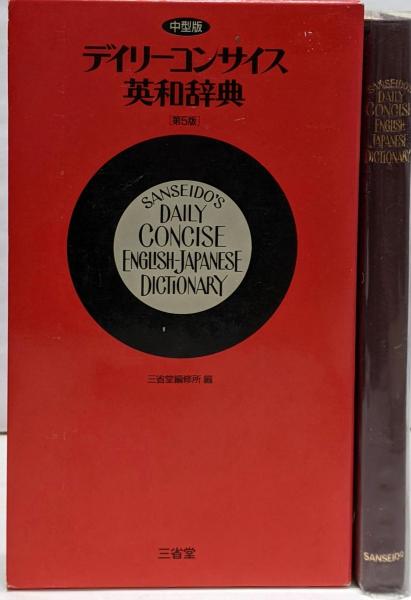 中型版
デイリーコンサイス
英和辞典
[第5版]
SANSEIDO'S
DAILY
CONCISE
ENGLISH-JAPANESE
DICTIONARY
三省堂編修所 編
三省堂
SANSEIDO'S
DAILY
CONCISE
ENGLISH-
JAPANESE
DICTIONARY
SANSEIDO